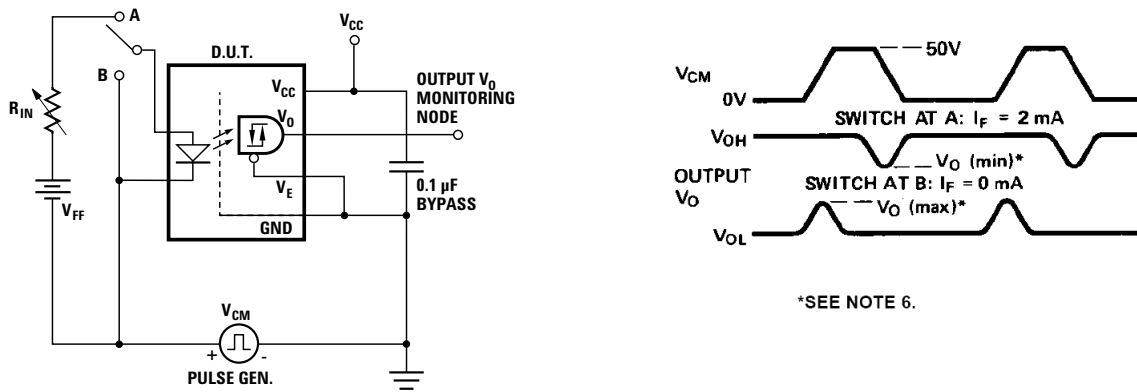 A
B
R_IN
V_FF
D.U.T.
V_CC
V_CC
V_O
V_E
GND
OUTPUT V_O
MONITORING
NODE
0.1 µF
BYPASS
V_CM
+
-
PULSE GEN.
50V
V_CM
0V
SWITCH AT A: I_F = 2 mA
V_OH
V_O (min)*
OUTPUT
V_O
SWITCH AT B: I_F = 0 mA
V_O (max)*
V_OL
*SEE NOTE 6.